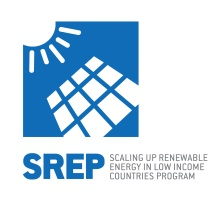 SREP SCALING UP RENEWABLE
ENERGY IN LOW INCOME
COUNTRIES PROGRAM